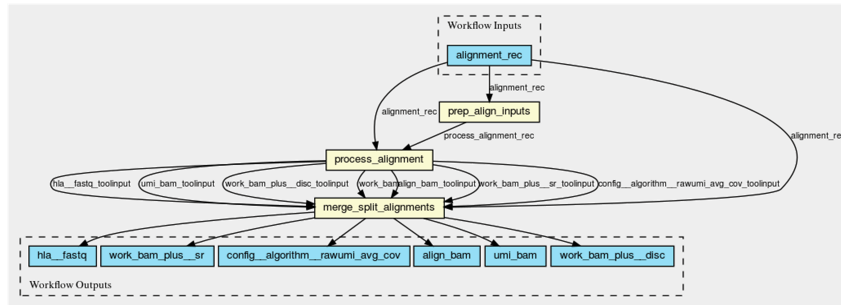 Workflow Inputs
alignment_rec
alignment_rec
prep_align_inputs
alignment_rec
process_alignment_rec
alignment_re
process_alignment
hla__fastq_toolinput
umi_bam_toolinput
work_bam_plus__disc_toolinput
align_bam_toolinput
work_bam_plus__sr_toolinput
config__algorithm__rawumi_avg_cov_toolinput
merge_split_alignments
hla__fastq
work_bam_plus__sr
config__algorithm__rawumi_avg_cov
align_bam
umi_bam
work_bam_plus__disc
Workflow Outputs